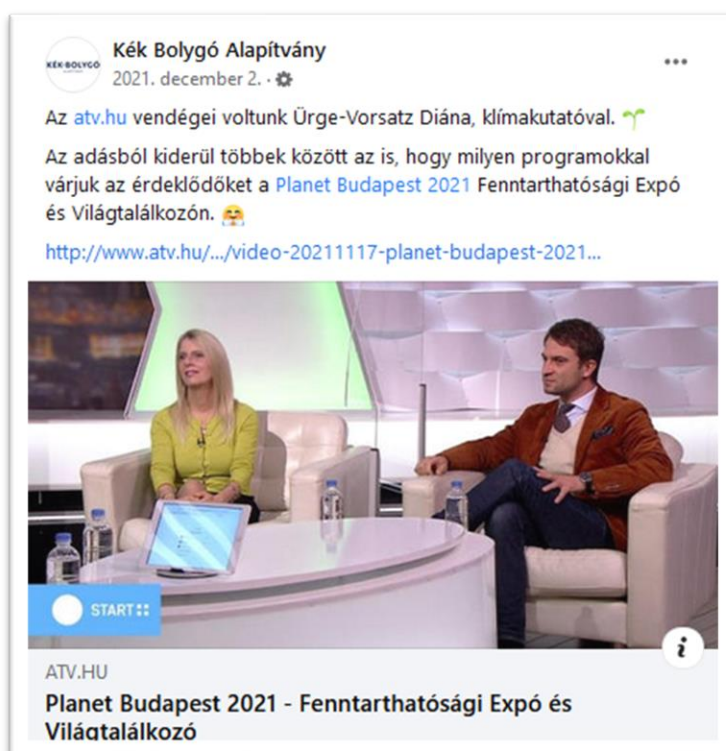 KÉK BOLYGÓ
Kék Bolygó Alapítvány
2021. december 2. ·
Az atv.hu vendégei voltunk Ürge-Vorsatz Diána, klímakutatóval. 🌱
Az adásból kiderül többek között az is, hogy milyen programokkal
várjuk az érdeklődőket a Planet Budapest 2021 Fenntarthatósági Expó
és Világtalálkozón. 🤗
http://www.atv.hu/.../video-20211117-planet-budapest-2021...
START
i
ATV.HU
Planet Budapest 2021 - Fenntarthatósági Expó és
Világtalálkozó